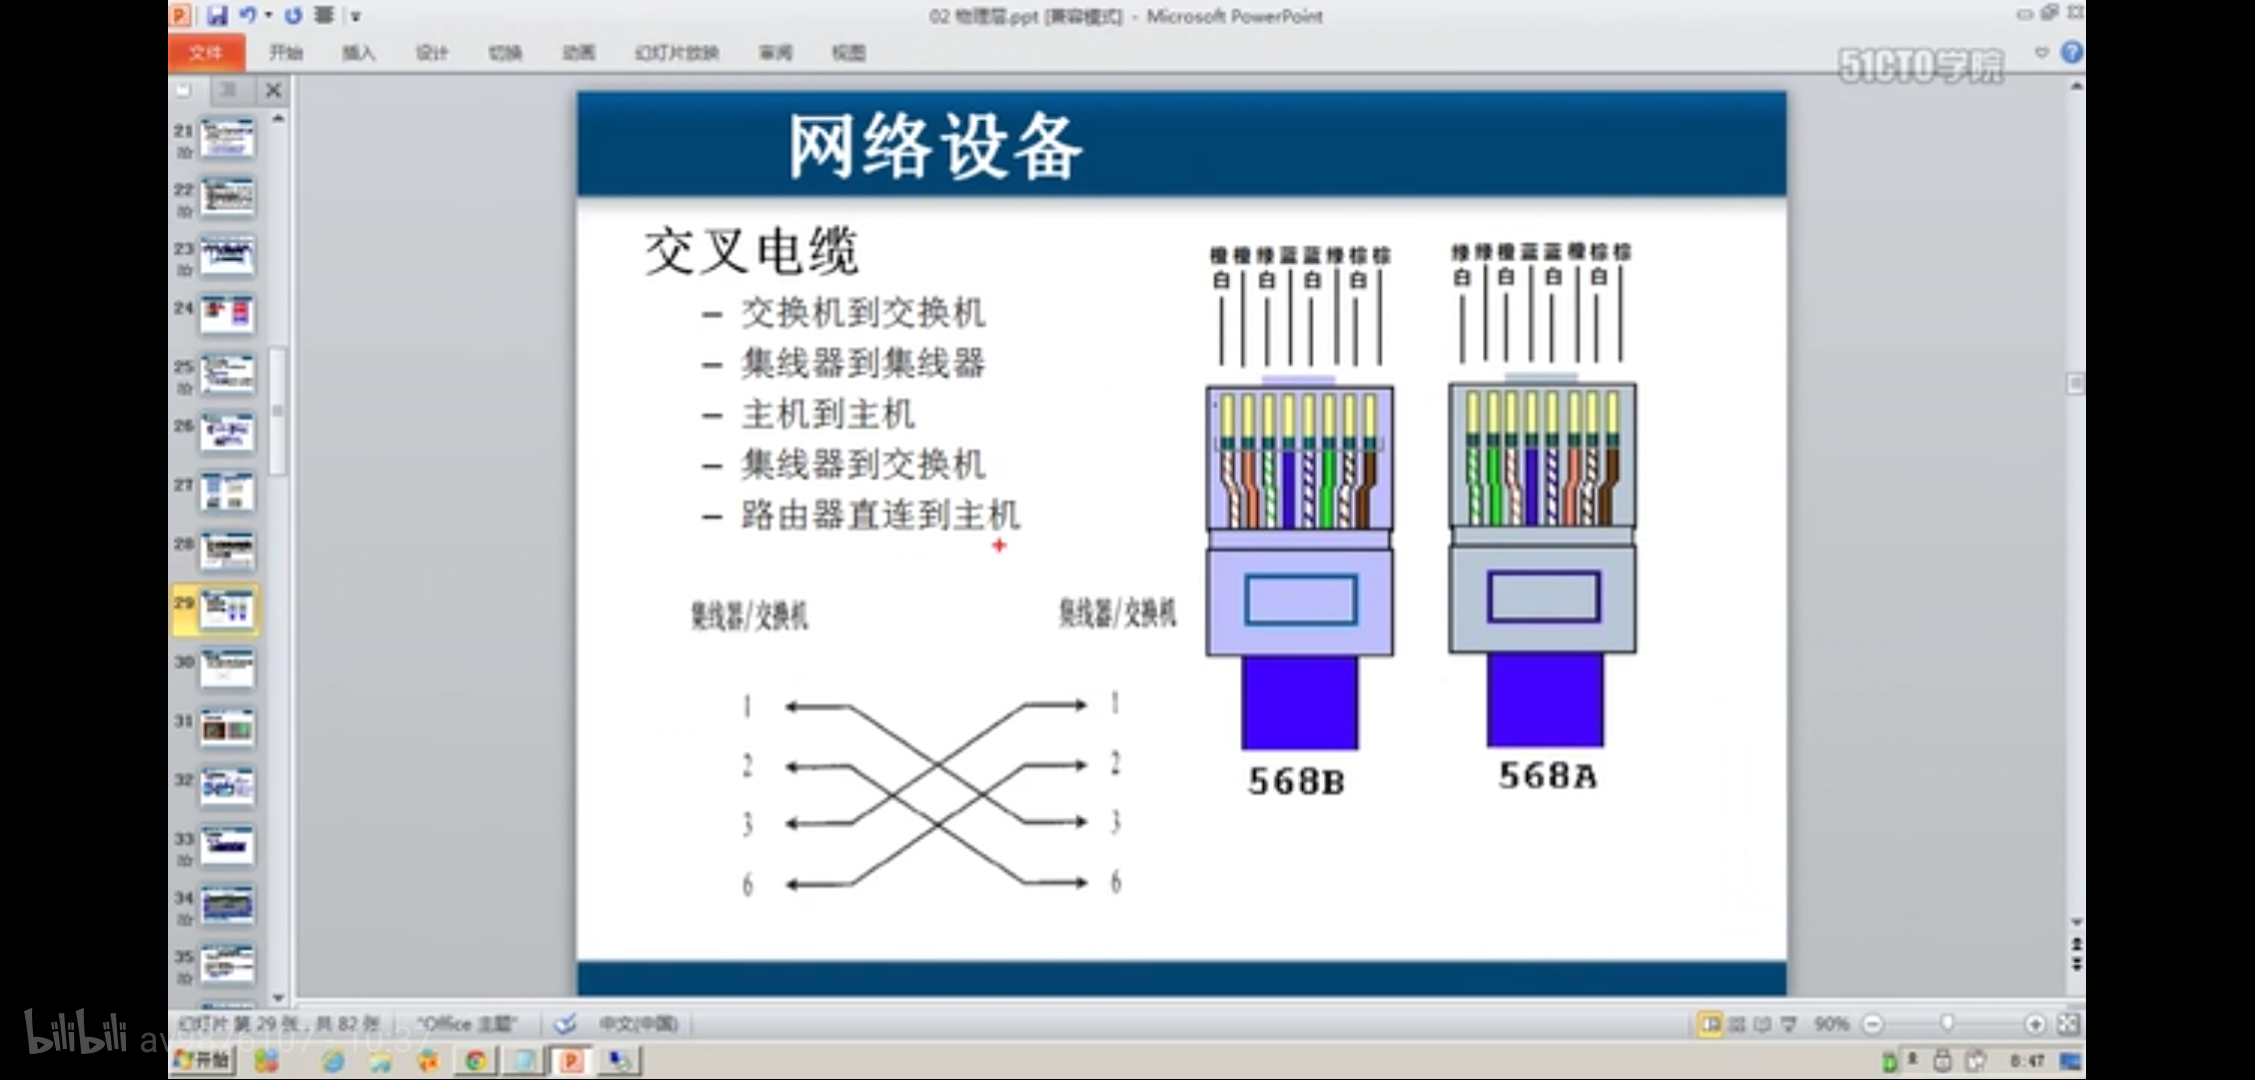 02 物理层.ppt [兼容模式] - Microsoft PowerPoint
文件 开始 插入 设计 切换 动画 幻灯片放映 审阅 视图
51CTO学院
网络设备
交叉电缆
– 交换机到交换机
– 集线器到集线器
– 主机到主机
– 集线器到交换机
– 路由器直连到主机
集线器/交换机 集线器/交换机
1 1
2 2
3 3
6 6
橙 橙 绿 蓝 蓝 绿 棕 棕
白 白 白 白
568B
绿 绿 橙 蓝 蓝 橙 棕 棕
白 白 白 白
568A
21
22
23
24
25
26
27
28
29
30
31
32
33
34
35
幻灯片 第 29 张，共 82 张 "Office 主题" 中文(中国) 90%
bilibili
开始 8:47